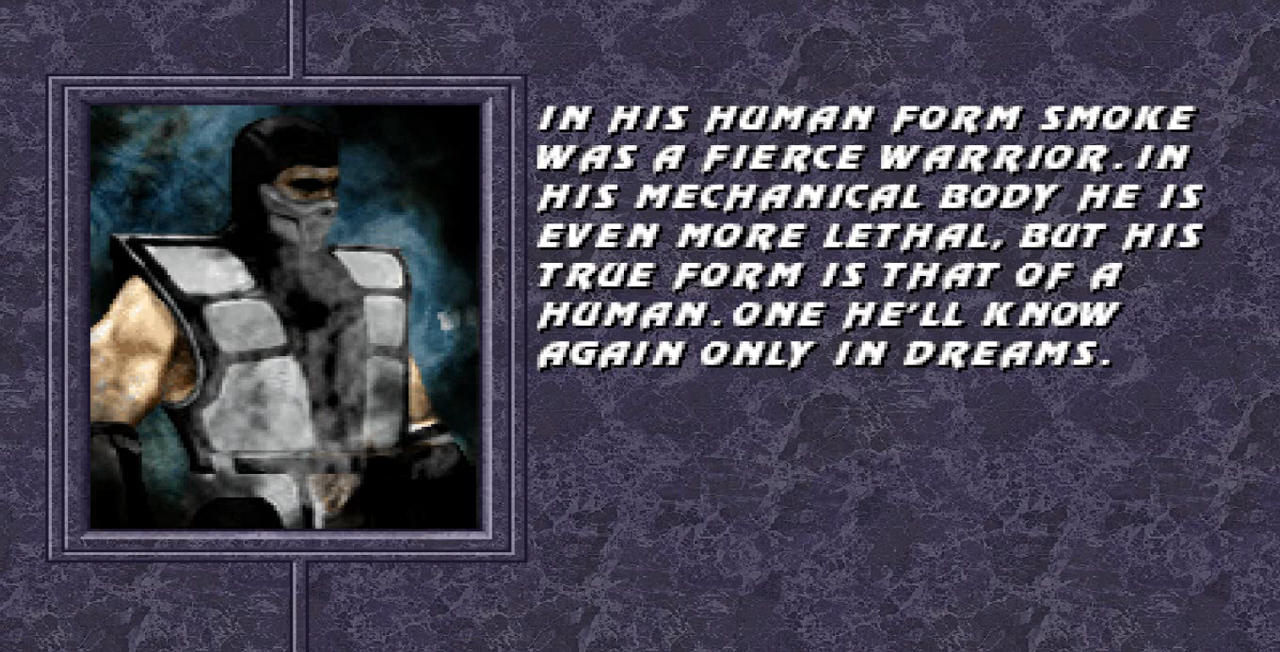 IN HIS HUMAN FORM SMOKE
WAS A FIERCE WARRIOR. IN
HIS MECHANICAL BODY HE IS
EVEN MORE LETHAL, BUT HIS
TRUE FORM IS THAT OF A
HUMAN. ONE HE'LL KNOW
AGAIN ONLY IN DREAMS.